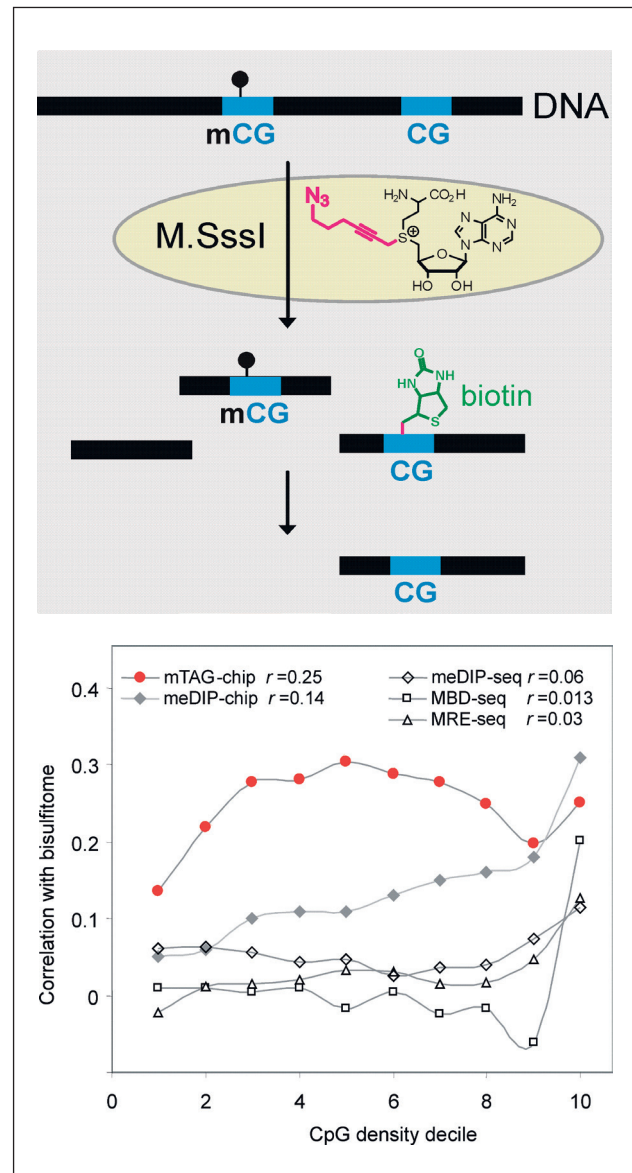 DNA
mCG CG
N3
H2N CO2H
NH2
M.SssI
S
⊕
N
N
N
N
O
HO OH
O
HN NH
biotin
S
mCG
CG
CG
mTAG-chip r=0.25
meDIP-chip r=0.14
meDIP-seq r=0.06
MBD-seq r=0.013
MRE-seq r=0.03
Correlation with bisulfitome
0.4
0.3
0.2
0.1
0
0 2 4 6 8 10
CpG density decile